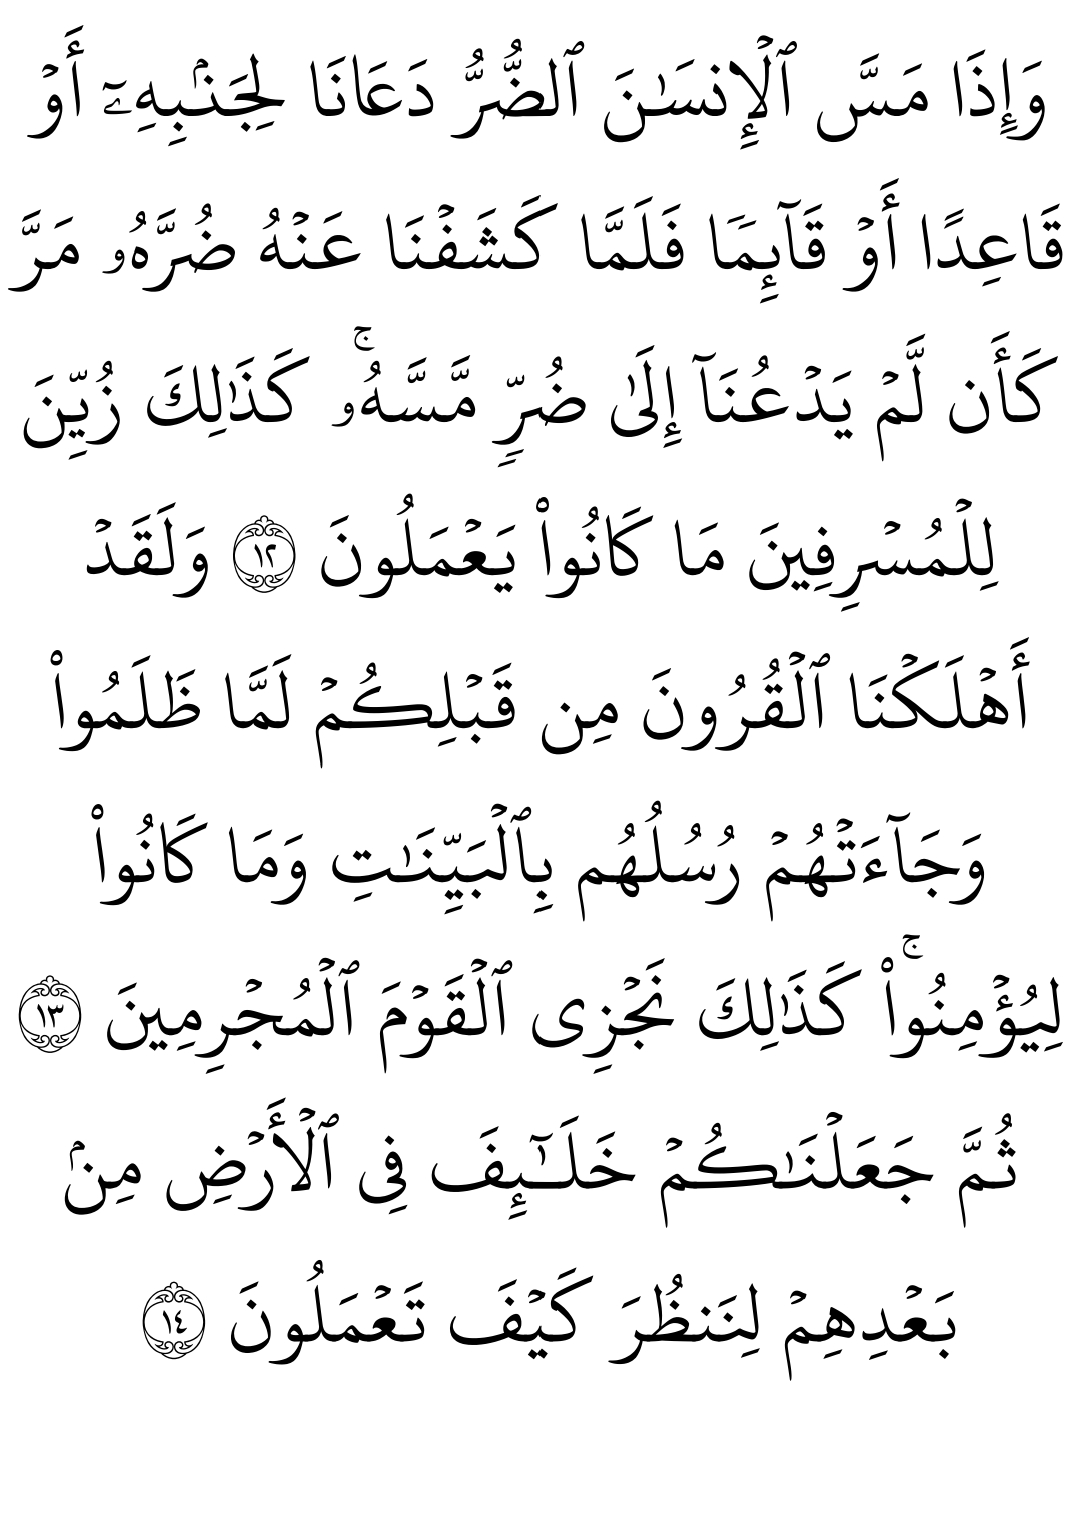 وَإِذَا مَسَّ ٱلْإِنسَـٰنَ ٱلضُّرُّ دَعَانَا لِجَنۢبِهِۦٓ أَوْ
قَاعِدًا أَوْ قَآئِمًا فَلَمَّا كَشَفْنَا عَنْهُ ضُرَّهُۥ مَرَّ
كَأَن لَّمْ يَدْعُنَآ إِلَىٰ ضُرٍّ مَّسَّهُۥ ۚ كَذَٰلِكَ زُيِّنَ
لِلْمُسْرِفِينَ مَا كَانُوا۟ يَعْمَلُونَ ١٢ وَلَقَدْ
أَهْلَكْنَا ٱلْقُرُونَ مِن قَبْلِكُمْ لَمَّا ظَلَمُوا۟
وَجَآءَتْهُمْ رُسُلُهُم بِٱلْبَيِّنَـٰتِ وَمَا كَانُوا۟
لِيُؤْمِنُوا۟ ۚ كَذَٰلِكَ نَجْزِى ٱلْقَوْمَ ٱلْمُجْرِمِينَ ١٣
ثُمَّ جَعَلْنَـٰكُمْ خَلَـٰٓئِفَ فِى ٱلْأَرْضِ مِنۢ
بَعْدِهِمْ لِنَنظُرَ كَيْفَ تَعْمَلُونَ ١٤